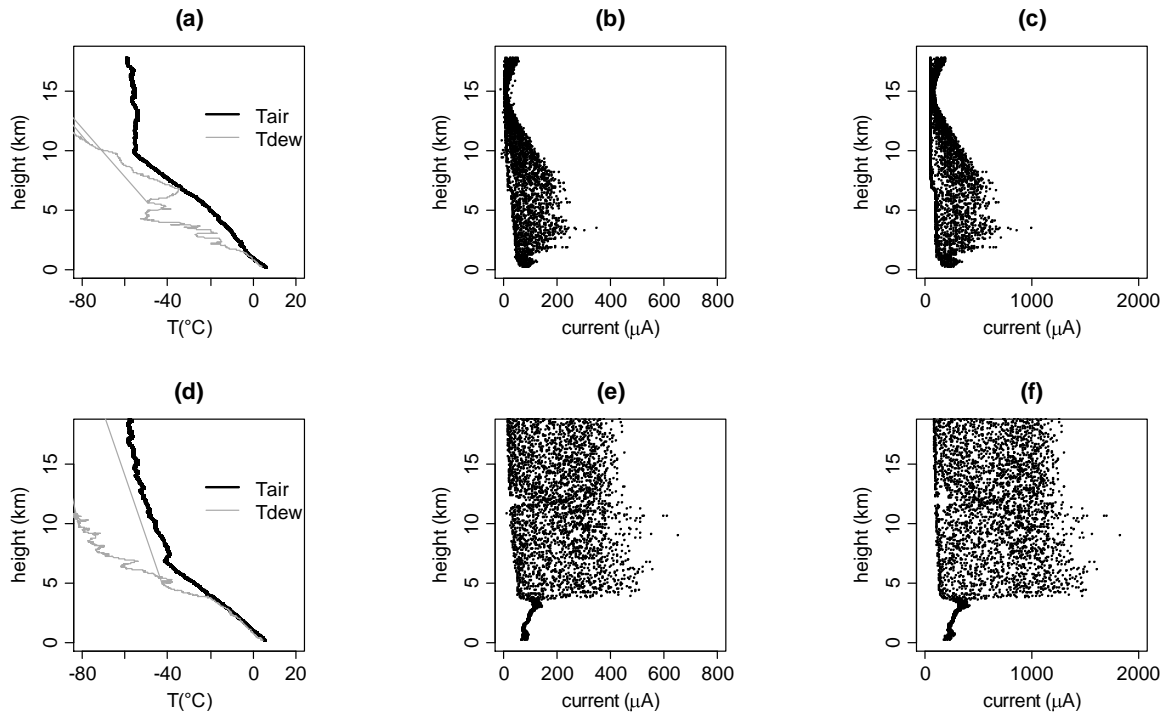 (a)
height (km)
0 5 10 15
-80 -40 0 20
T(°C)
Tair
Tdew
(b)
height (km)
0 5 10 15
0 200 400 600 800
current (μA)
(c)
height (km)
0 5 10 15
0 1000 2000
current (μA)
(d)
height (km)
0 5 10 15
-80 -40 0 20
T(°C)
Tair
Tdew
(e)
height (km)
0 5 10 15
0 200 400 600 800
current (μA)
(f)
height (km)
0 5 10 15
0 1000 2000
current (μA)